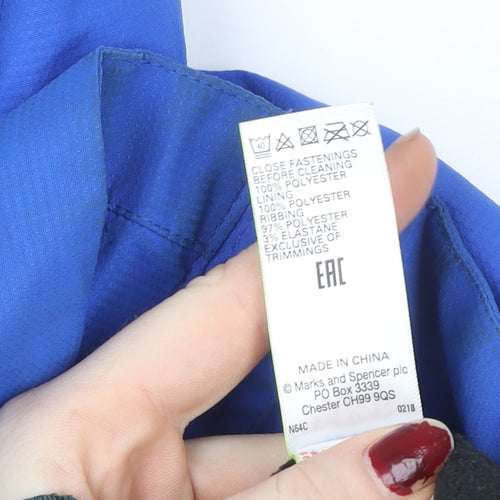 40
CLOSE FASTENINGS
BEFORE CLEANING
100% POLYESTER
LINING
100% POLYESTER
RIBBING
97% POLYESTER
3% ELASTANE
EXCLUSIVE OF
TRIMMINGS
EAC
MADE IN CHINA
© Marks and Spencer plc
PO Box 3339
Chester CH99 9QS
N64C 0218